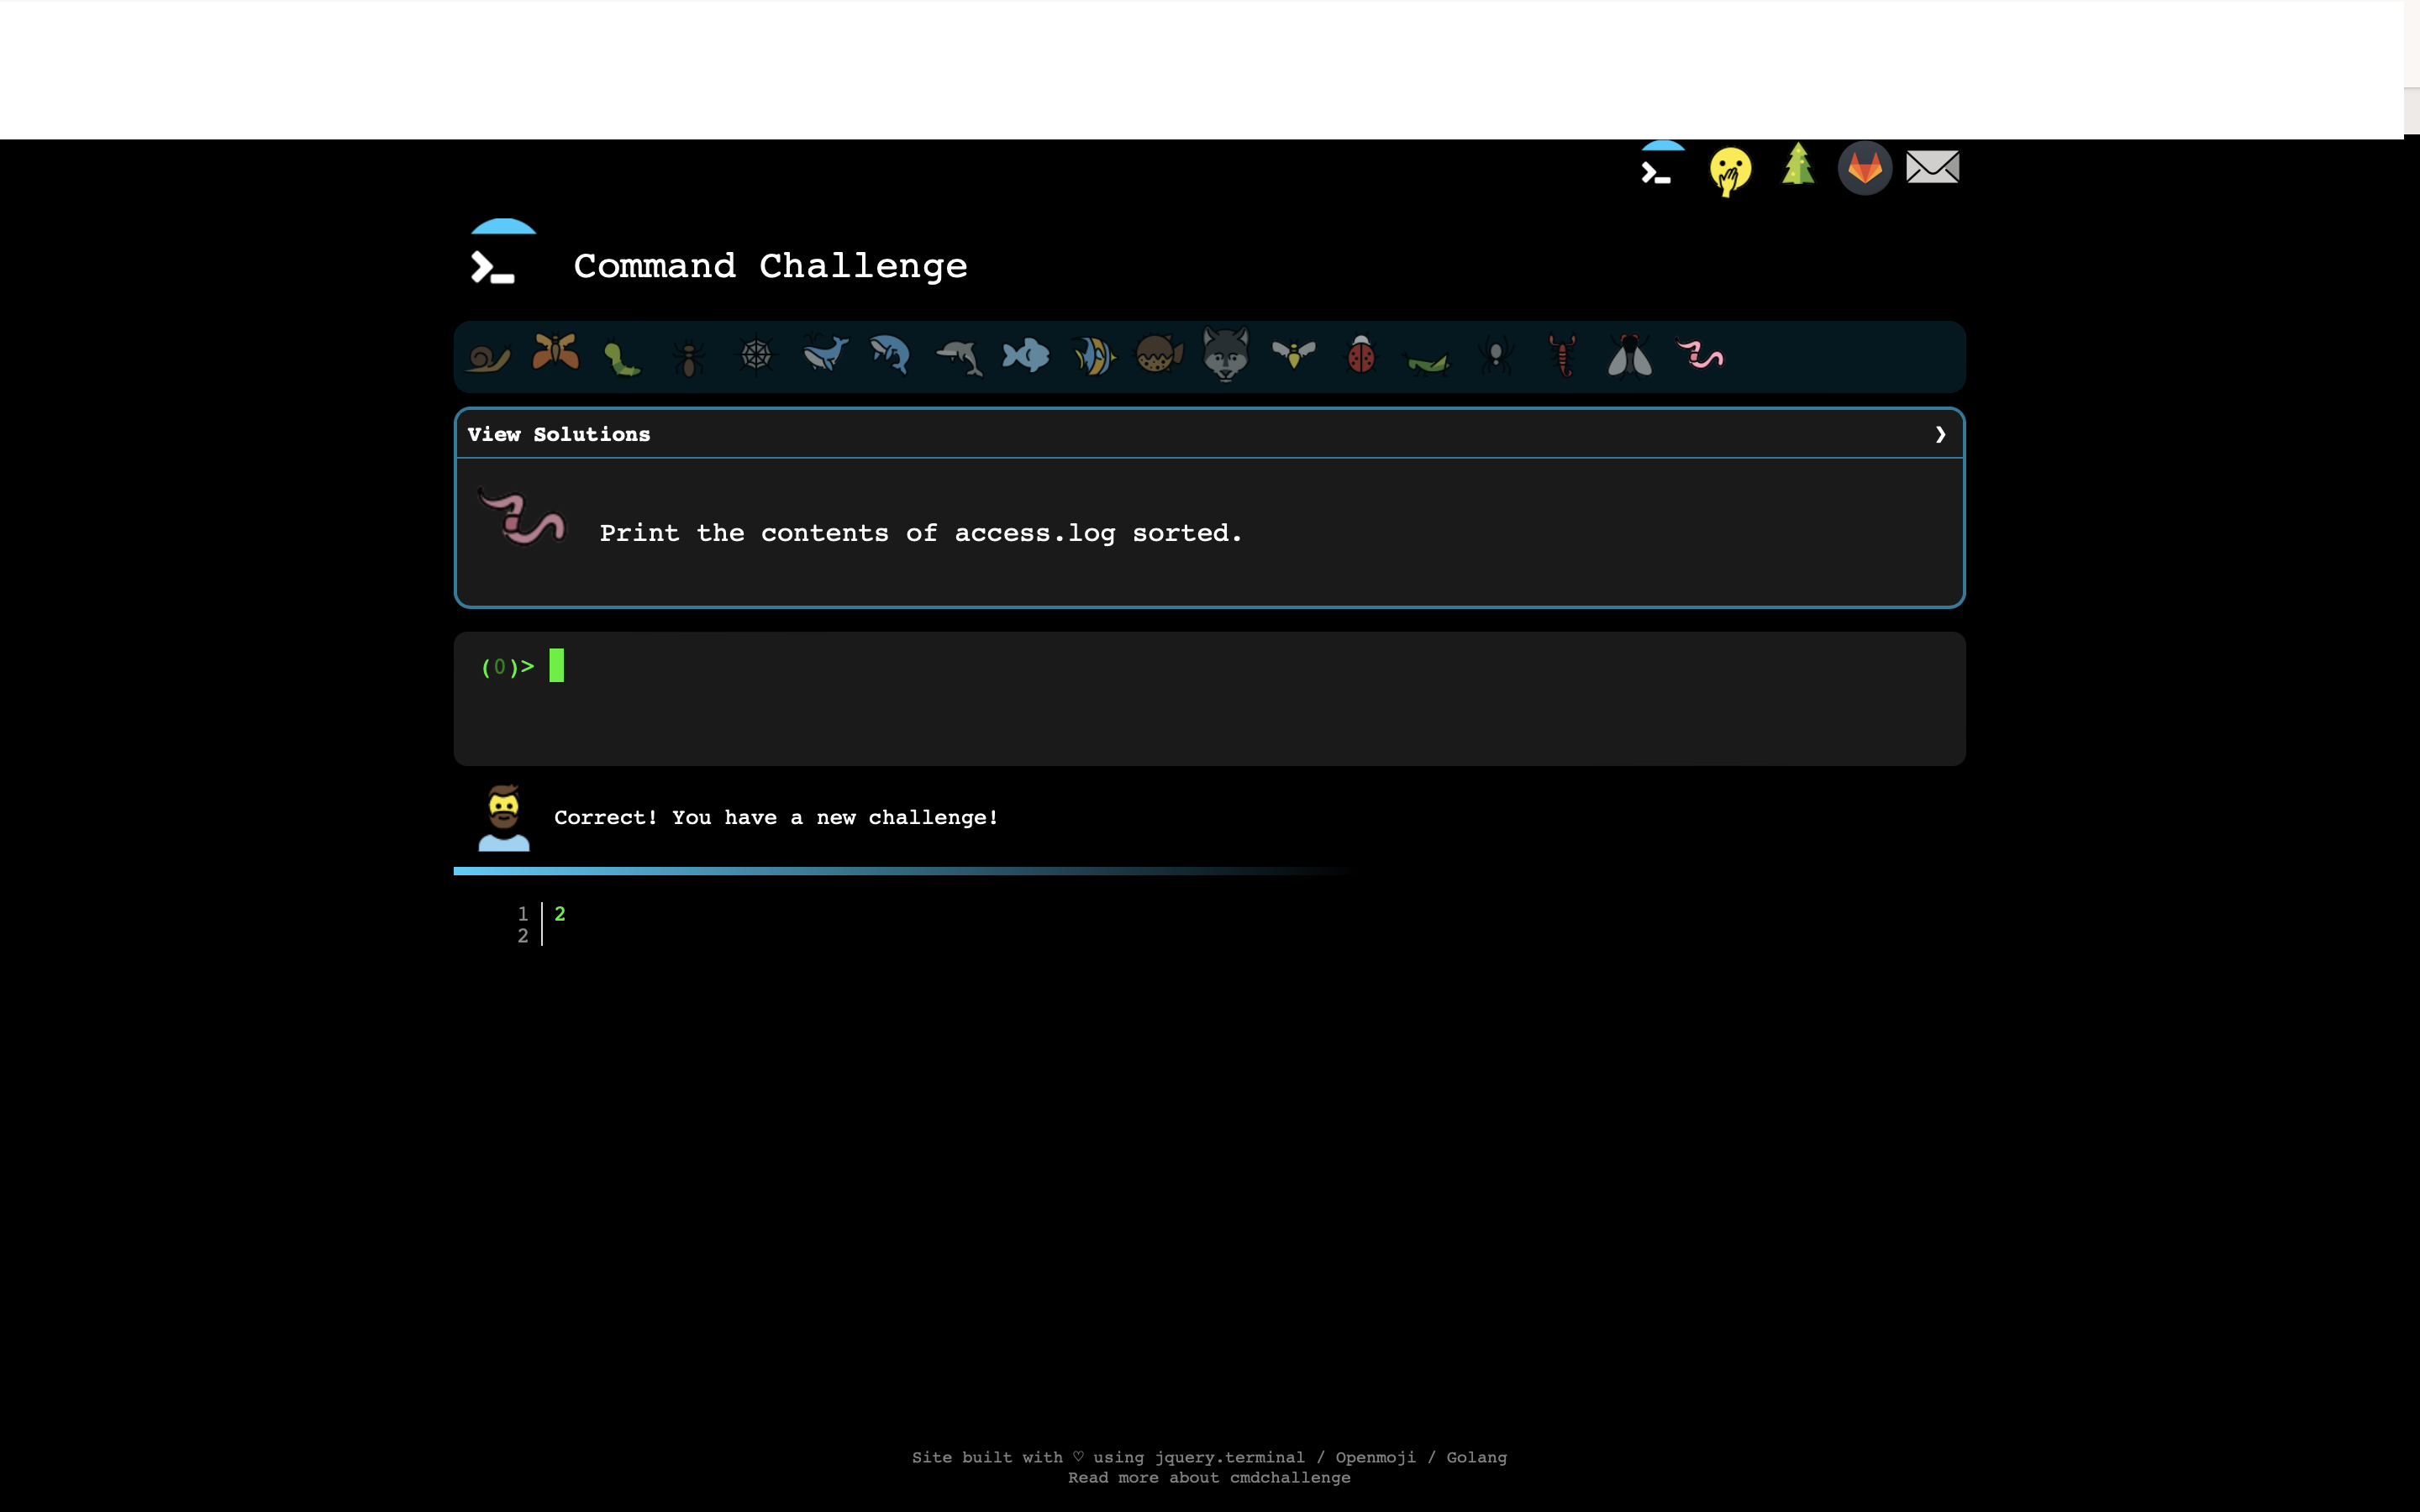 Command Challenge
View Solutions ❯
Print the contents of access.log sorted.
(0)>
Correct! You have a new challenge!
1 2
2
Site built with ♡ using jquery.terminal / Openmoji / Golang
Read more about cmdchallenge